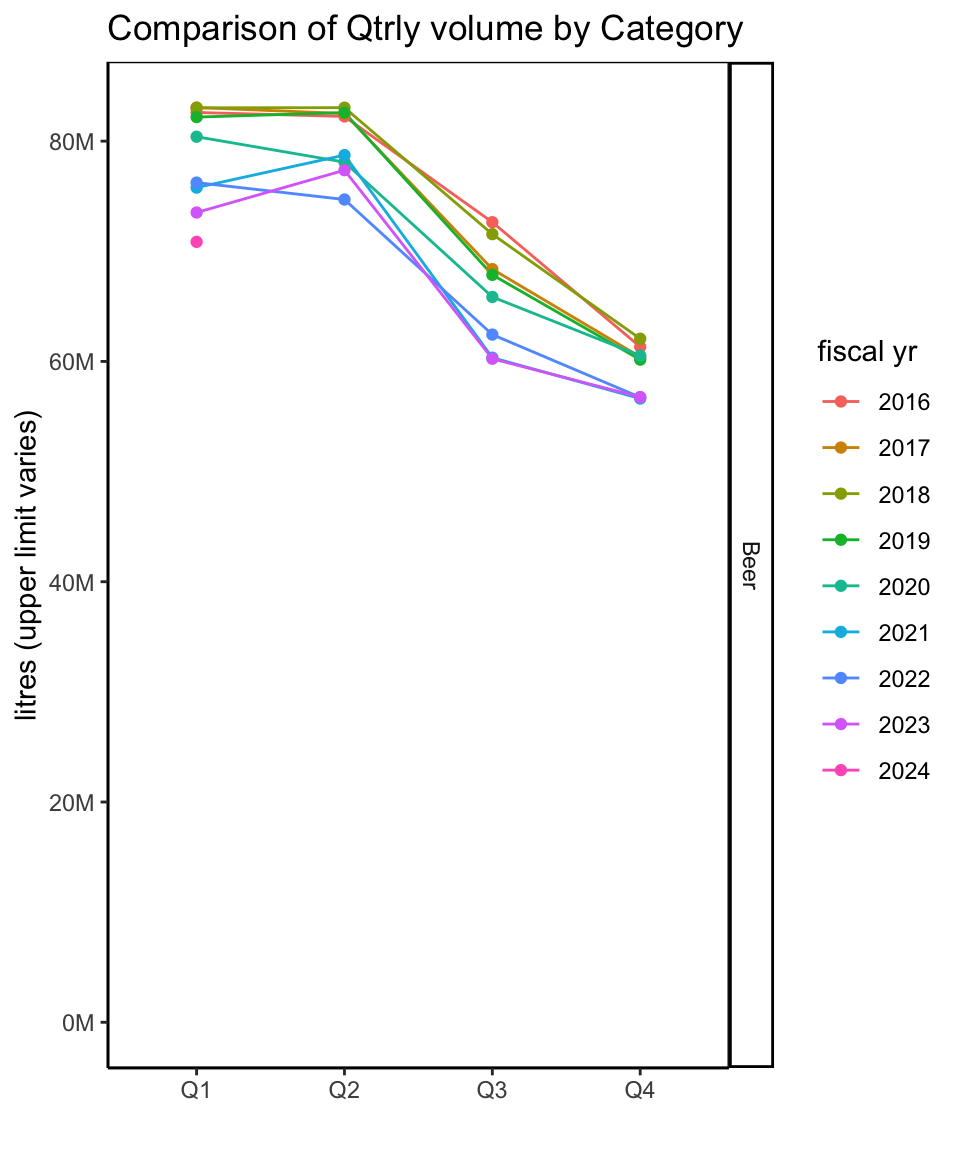 Comparison of Qtrly volume by Category
litres (upper limit varies)
80M
60M
40M
20M
0M
Q1 Q2 Q3 Q4
Beer
fiscal yr
2016
2017
2018
2019
2020
2021
2022
2023
2024